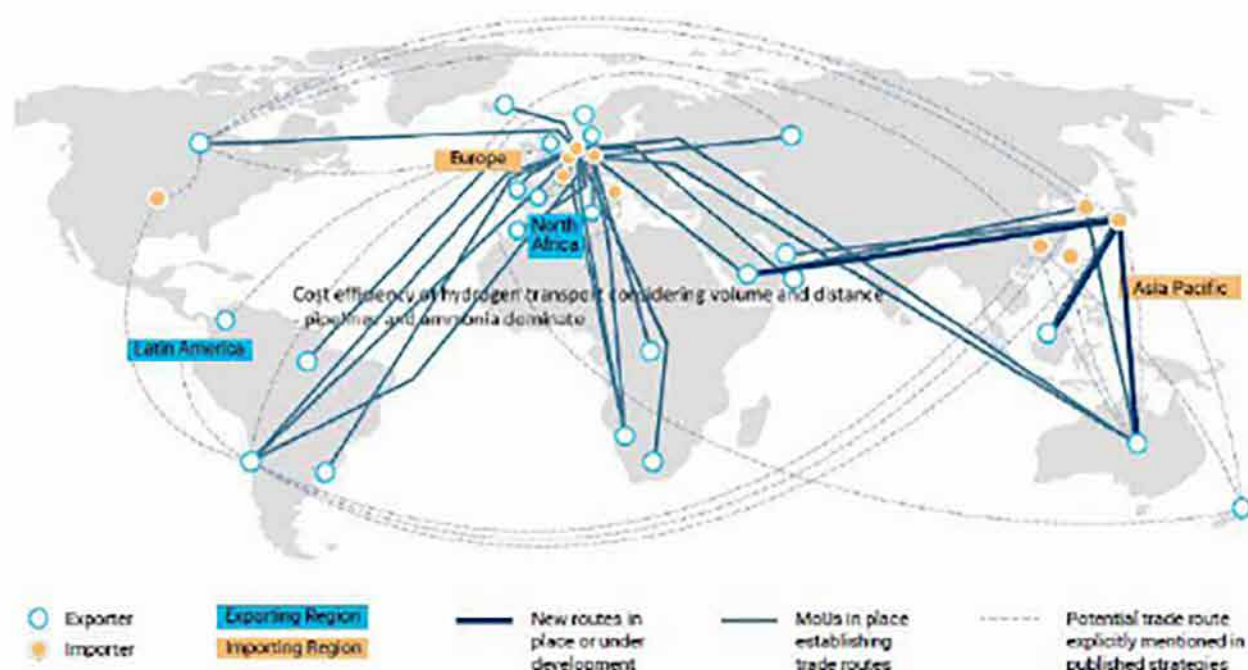 Europe
North
Africa
Cost efficiency of hydrogen transport considering volume and distance
- pipelines and ammonia dominate
Asia Pacific
Latin America
Exporter
Importer
Exporting Region
Importing Region
New routes in
place or under
development
MoUs in place
establishing
trade routes
Potential trade route
explicitly mentioned in
published strategies